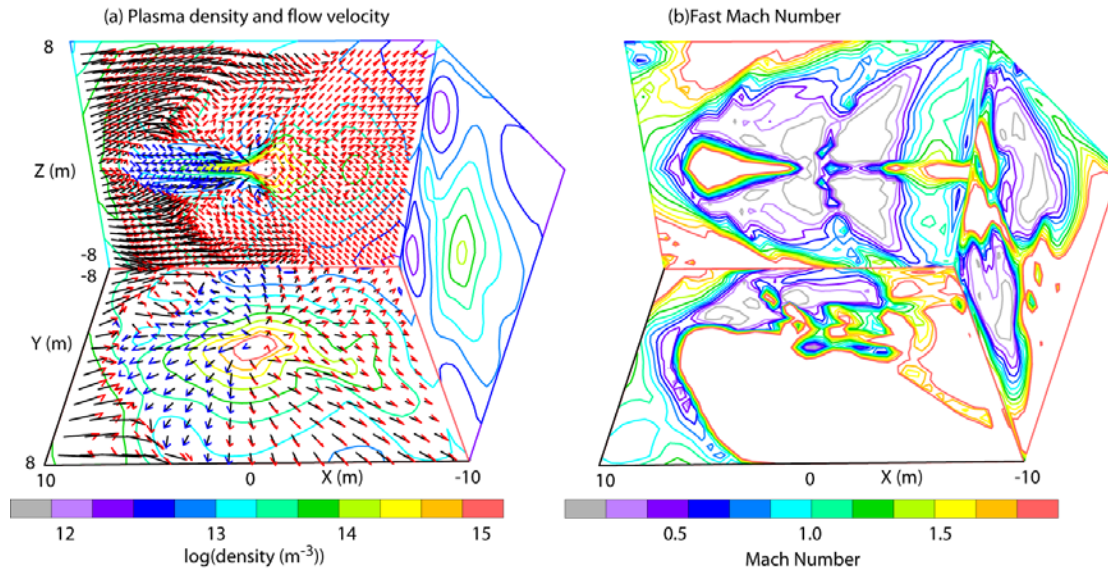 (a) Plasma density and flow velocity
(b)Fast Mach Number
8
Z (m)
-8
-8
Y (m)
8
10
0
X (m)
-10
10
0
X (m)
-10
12
13
14
15
log(density (m⁻³))
0.5
1.0
1.5
Mach Number